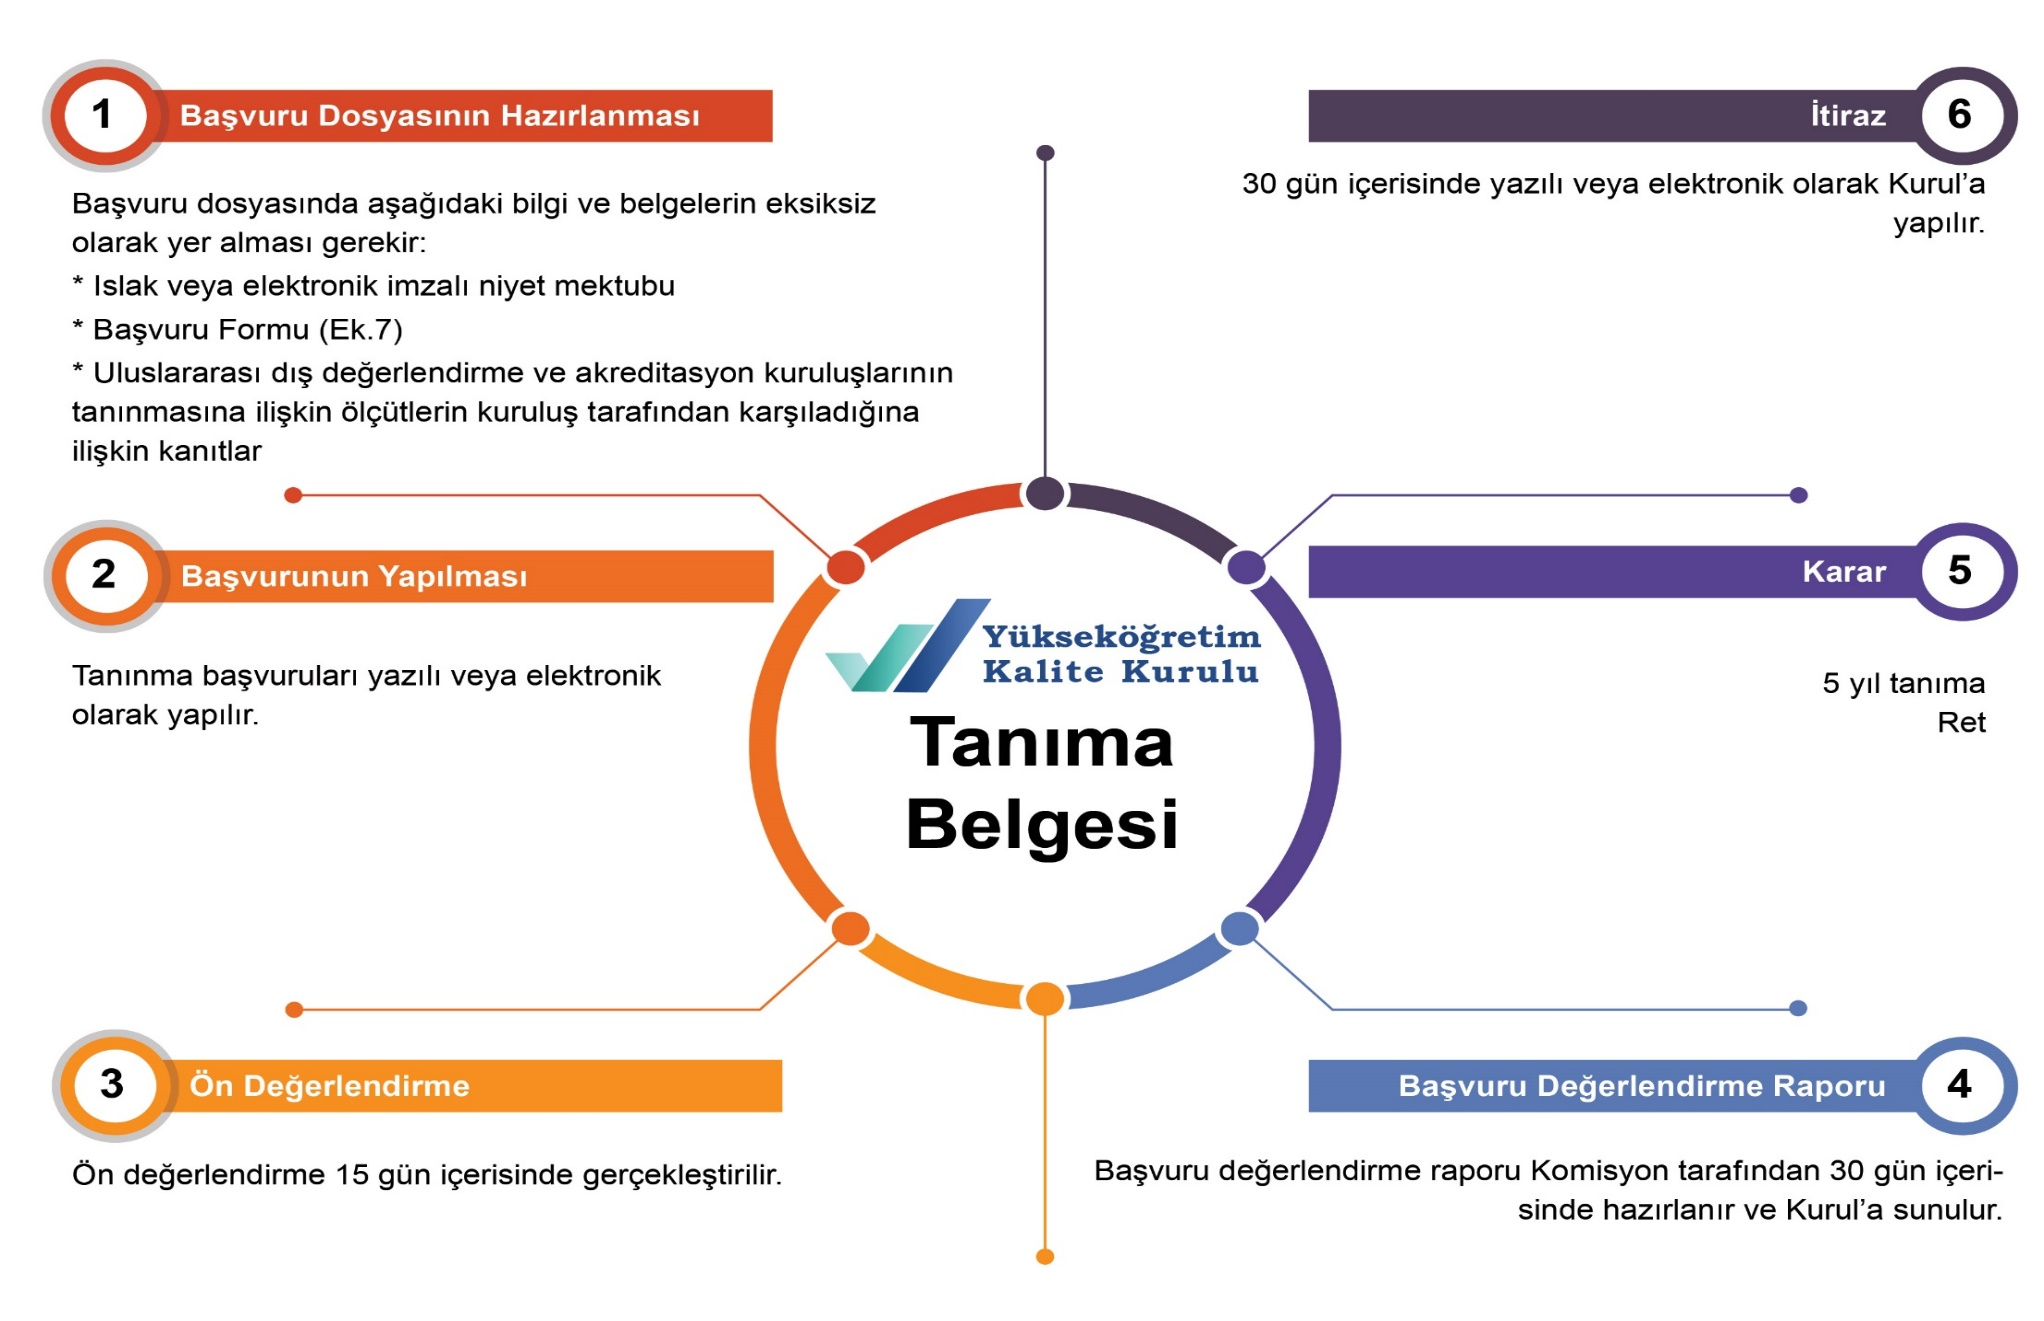 1
Başvuru Dosyasının Hazırlanması
Başvuru dosyasında aşağıdaki bilgi ve belgelerin eksiksiz
olarak yer alması gerekir:
* Islak veya elektronik imzalı niyet mektubu
* Başvuru Formu (Ek.7)
* Uluslararası dış değerlendirme ve akreditasyon kuruluşlarının
tanınmasına ilişkin ölçütlerin kuruluş tarafından karşıladığına
ilişkin kanıtlar
2
Başvurunun Yapılması
Tanınma başvuruları yazılı veya elektronik
olarak yapılır.
3
Ön Değerlendirme
Ön değerlendirme 15 gün içerisinde gerçekleştirilir.
Yükseköğretim
Kalite Kurulu
Tanıma
Belgesi
Başvuru Değerlendirme Raporu
4
Başvuru değerlendirme raporu Komisyon tarafından 30 gün içeri-
sinde hazırlanır ve Kurul’a sunulur.
Karar
5
5 yıl tanıma
Ret
İtiraz
6
30 gün içerisinde yazılı veya elektronik olarak Kurul’a
yapılır.